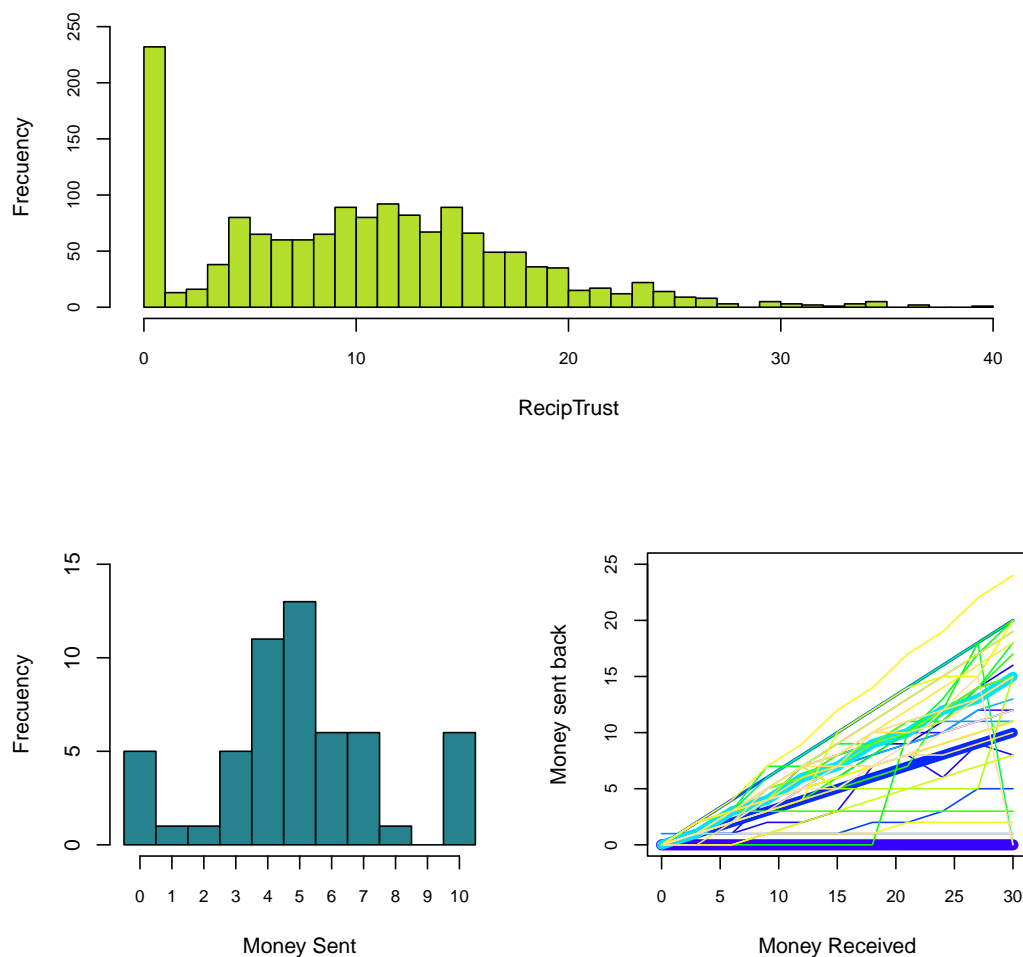 250
200
150
100
50
0
Frecuency
0 10 20 30 40
RecipTrust
15
10
5
0
Frecuency
0 1 2 3 4 5 6 7 8 9 10
Money Sent
25
20
15
10
5
0
Money sent back
0 5 10 15 20 25 30
Money Received